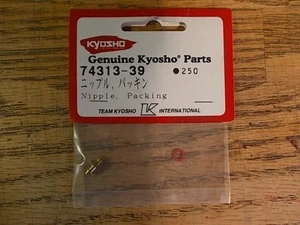 KYOSHO
Genuine Kyosho® Parts
74313-39 ●250
ニップル, パッキン
Nipple, Packing
TEAM KYOSHO K INTERNATIONAL